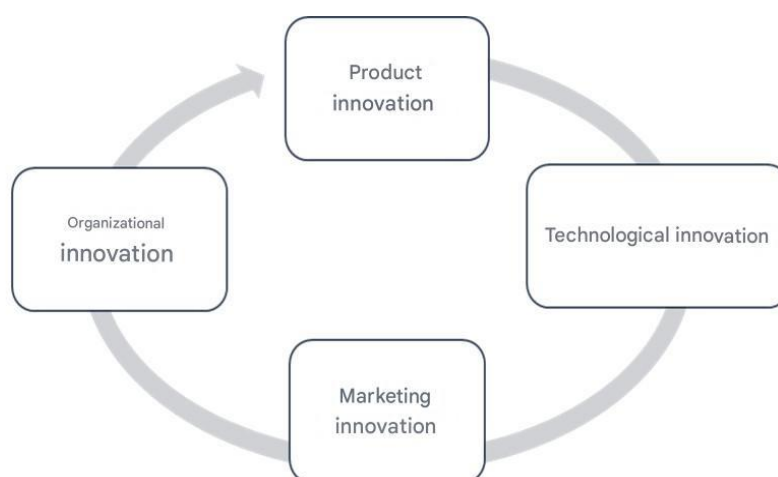 Product
innovation
Organizational
innovation
Technological innovation
Marketing
innovation